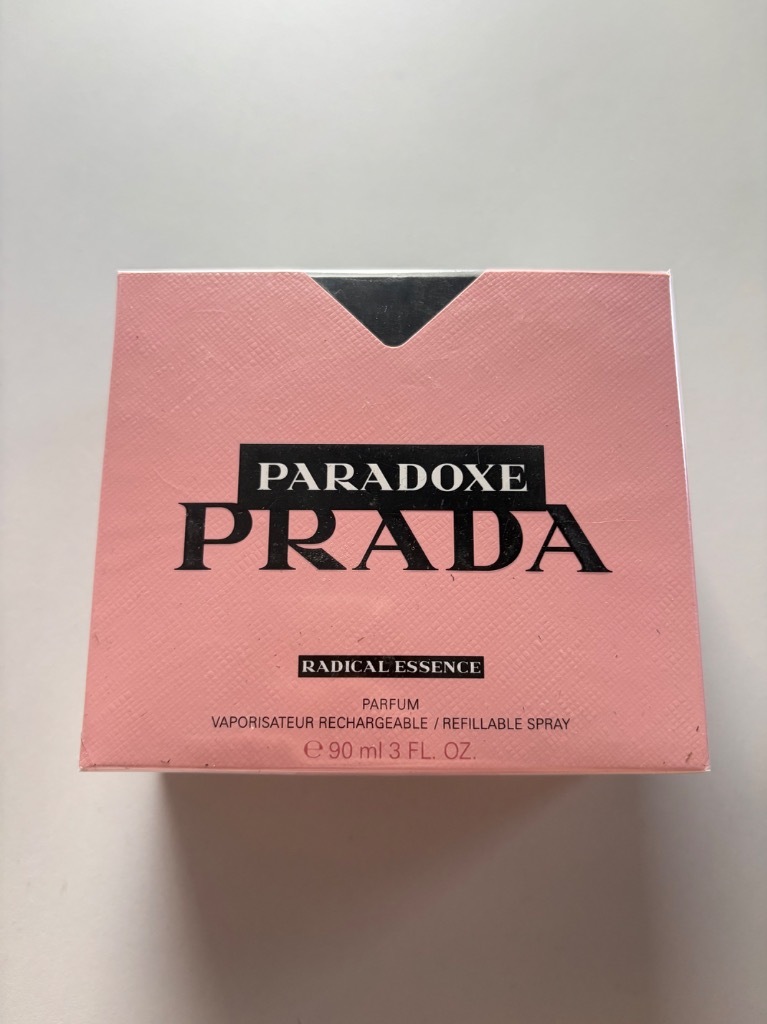 PARADOXE
PRADA
RADICAL ESSENCE
PARFUM
VAPORISATEUR RECHARGEABLE / REFILLABLE SPRAY
℮ 90 ml 3 FL. OZ.